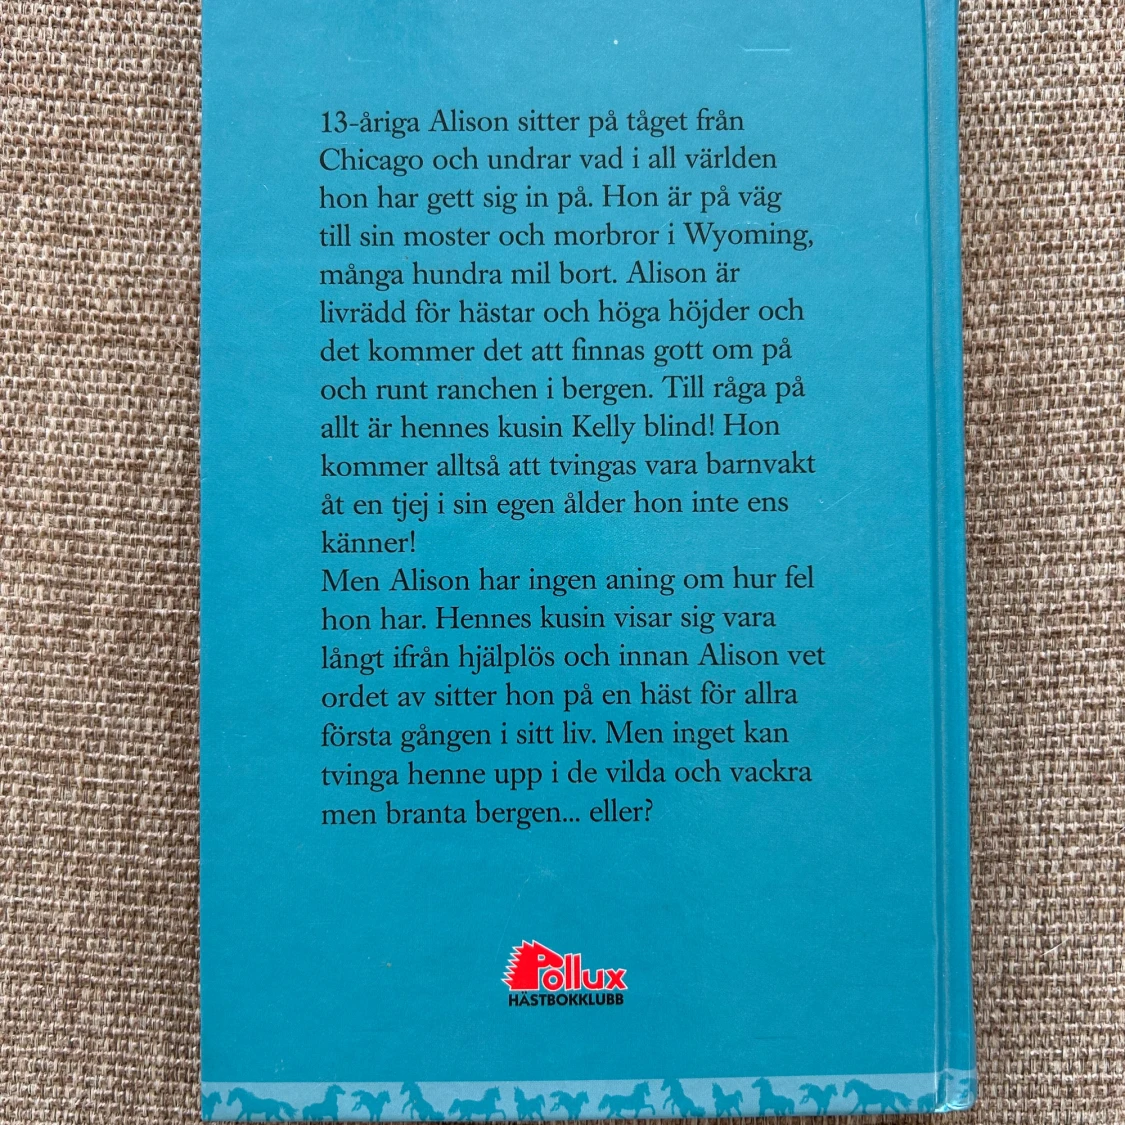 13-åriga Alison sitter på tåget från
Chicago och undrar vad i all världen
hon har gett sig in på. Hon är på väg
till sin moster och morbror i Wyoming,
många hundra mil bort. Alison är
livrädd för hästar och höga höjder och
det kommer det att finnas gott om på
och runt ranchen i bergen. Till råga på
allt är hennes kusin Kelly blind! Hon
kommer alltså att tvingas vara barnvakt
åt en tjej i sin egen ålder hon inte ens
känner!
Men Alison har ingen aning om hur fel
hon har. Hennes kusin visar sig vara
långt ifrån hjälplös och innan Alison vet
ordet av sitter hon på en häst för allra
första gången i sitt liv. Men inget kan
tvinga henne upp i de vilda och vackra
men branta bergen... eller?
Pollux
HÄSTBOKKLUBB